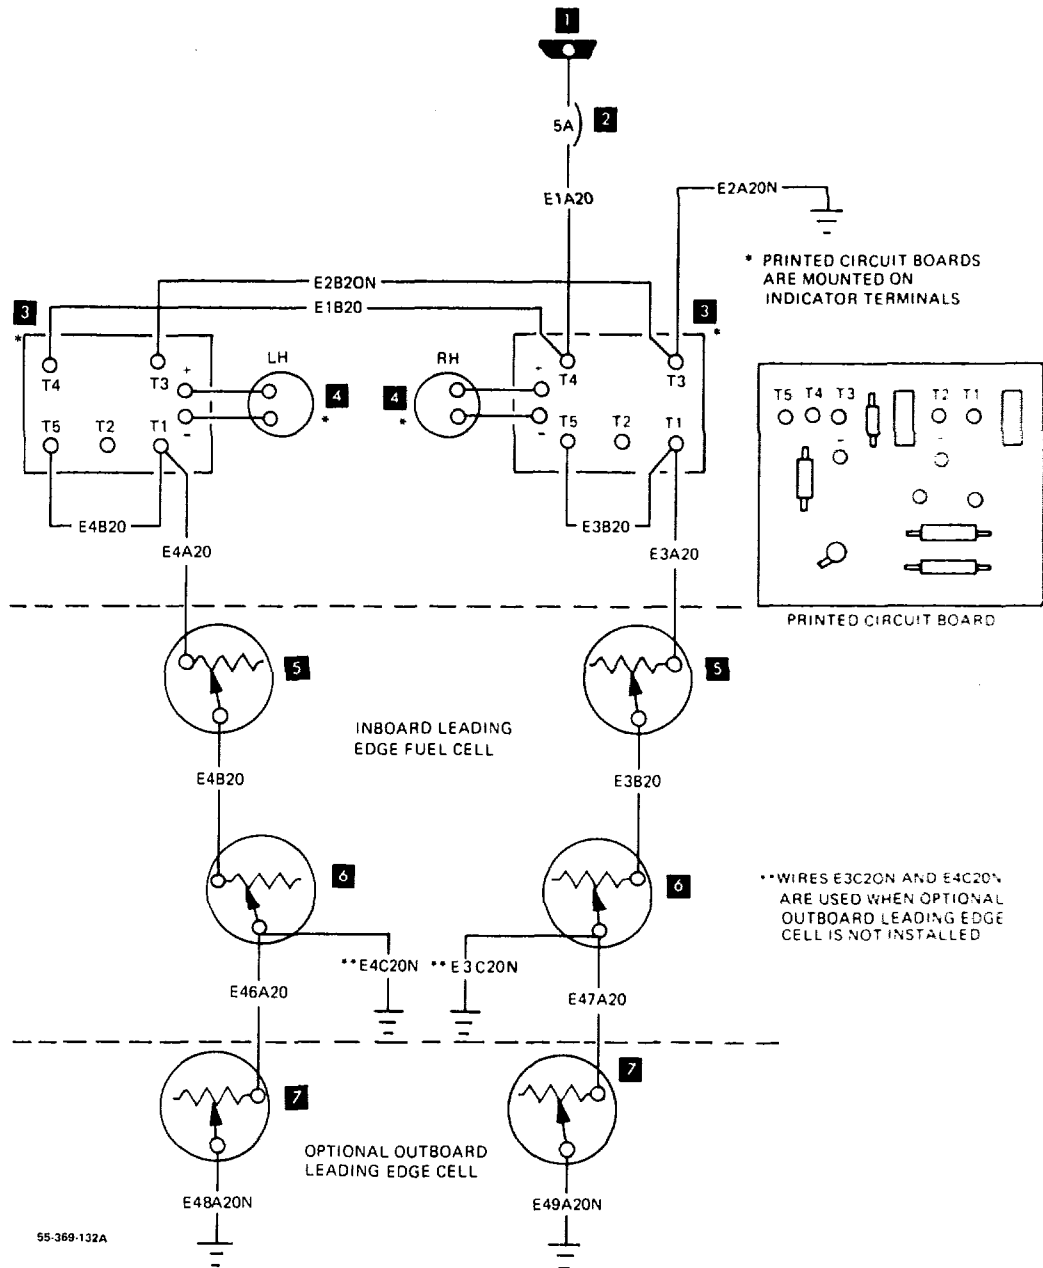 1
5A
2
E1A20
E2A20N
* PRINTED CIRCUIT BOARDS
ARE MOUNTED ON
INDICATOR TERMINALS
E2B20N
E1B20
3
*
T4
T3
+
-
T5
T2
T1
LH
4
*
RH
4
*
3
*
+
-
T4
T3
T5
T2
T1
E4B20
E4A20
E3B20
E3A20
T5 T4 T3 T2 T1
-
-
PRINTED CIRCUIT BOARD
5
5
INBOARD LEADING
EDGE FUEL CELL
E4B20
E3B20
6
6
**WIRES E3C20N AND E4C20N
ARE USED WHEN OPTIONAL
OUTBOARD LEADING EDGE
CELL IS NOT INSTALLED
**E4C20N
**E3C20N
E46A20
E47A20
7
7
OPTIONAL OUTBOARD
LEADING EDGE CELL
E48A20N
E49A20N
55-369-132A